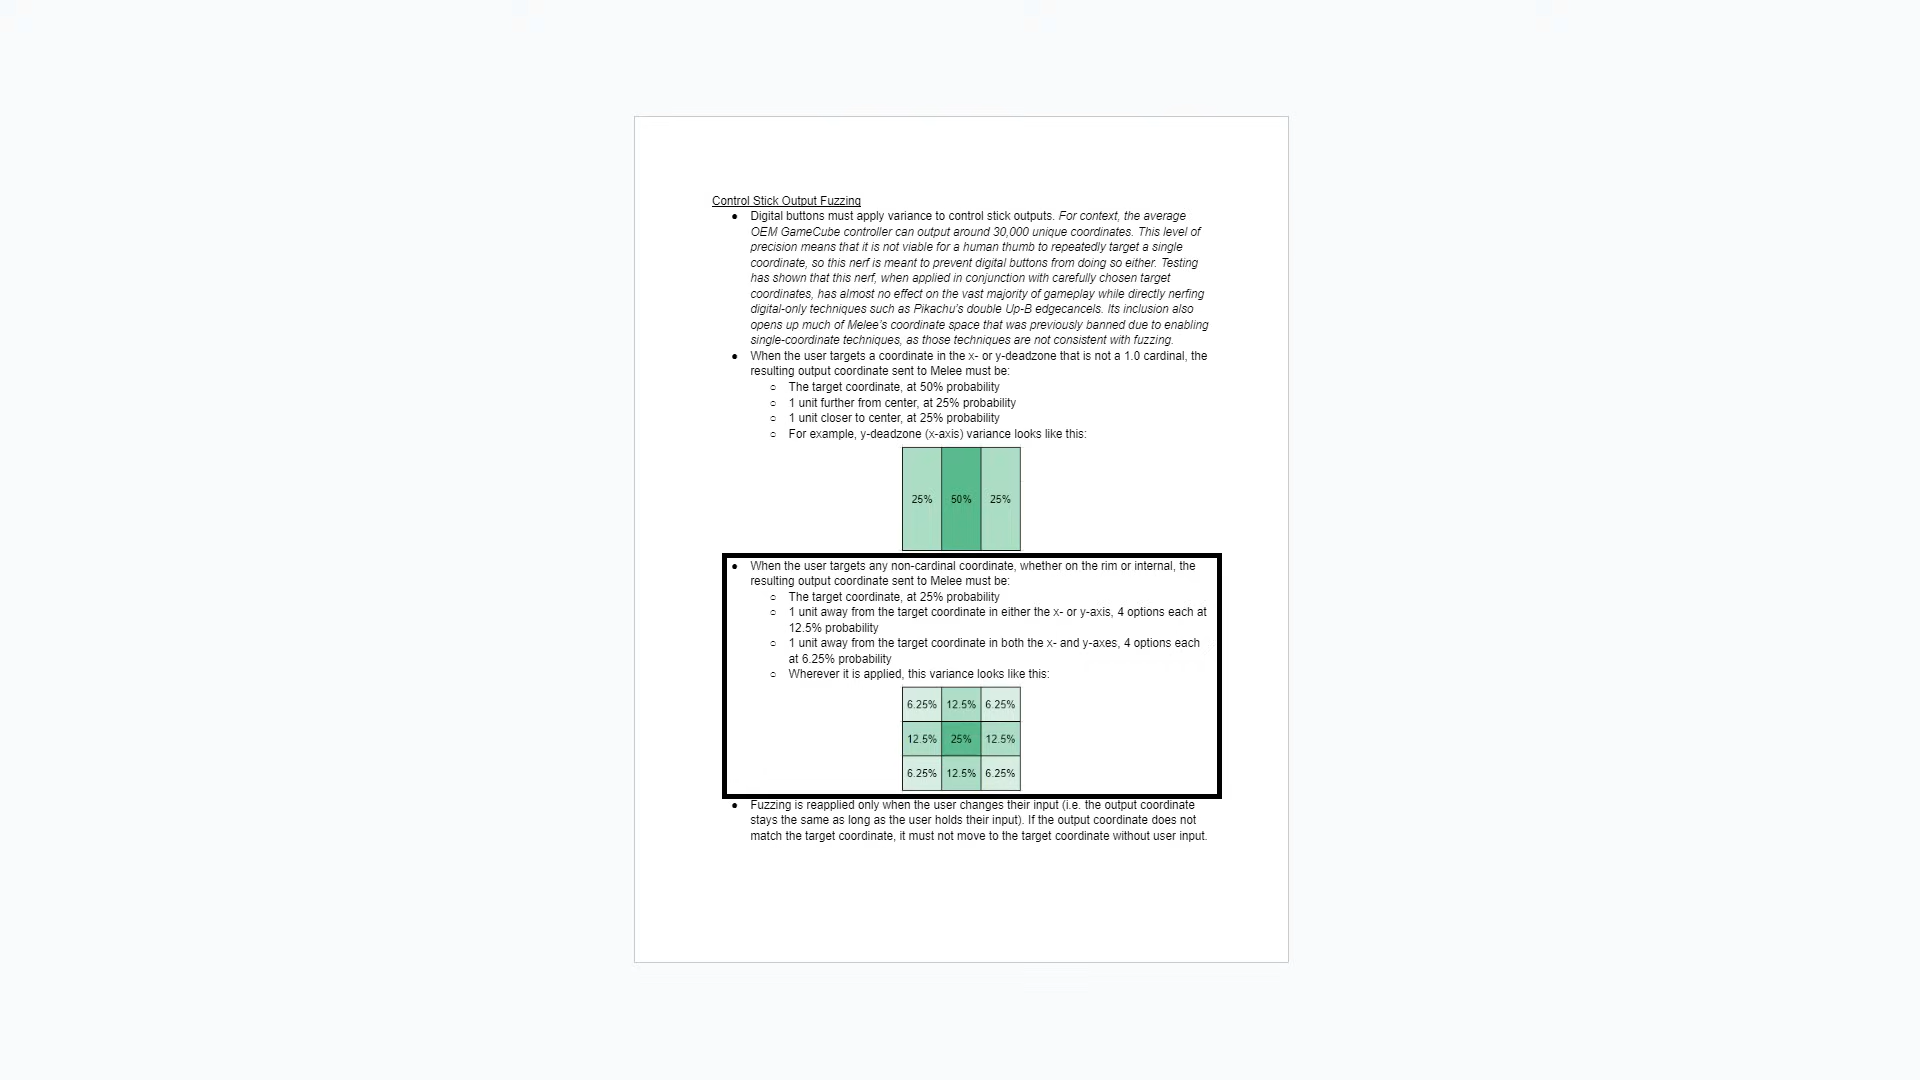 Control Stick Output Fuzzing
● Digital buttons must apply variance to control stick outputs. For context, the average
OEM GameCube controller can output around 30,000 unique coordinates. This level of
precision means that it is not viable for a human thumb to repeatedly target a single
coordinate, so this nerf is meant to prevent digital buttons from doing so either. Testing
has shown that this nerf, when applied in conjunction with carefully chosen target
coordinates, has almost no effect on the vast majority of gameplay while directly nerfing
digital-only techniques such as Pikachu's double Up-B edgecancels. Its inclusion also
opens up much of Melee's coordinate space that was previously banned due to enabling
single-coordinate techniques, as those techniques are not consistent with fuzzing.
● When the user targets a coordinate in the x- or y-deadzone that is not a 1.0 cardinal, the
resulting output coordinate sent to Melee must be:
○ The target coordinate, at 50% probability
○ 1 unit further from center, at 25% probability
○ 1 unit closer to center, at 25% probability
○ For example, y-deadzone (x-axis) variance looks like this:
25% 50% 25%
● When the user targets any non-cardinal coordinate, whether on the rim or internal, the
resulting output coordinate sent to Melee must be:
○ The target coordinate, at 25% probability
○ 1 unit away from the target coordinate in either the x- or y-axis, 4 options each at
12.5% probability
○ 1 unit away from the target coordinate in both the x- and y-axes, 4 options each
at 6.25% probability
○ Wherever it is applied, this variance looks like this:
6.25% 12.5% 6.25%
12.5% 25% 12.5%
6.25% 12.5% 6.25%
● Fuzzing is reapplied only when the user changes their input (i.e. the output coordinate
stays the same as long as the user holds their input). If the output coordinate does not
match the target coordinate, it must not move to the target coordinate without user input.